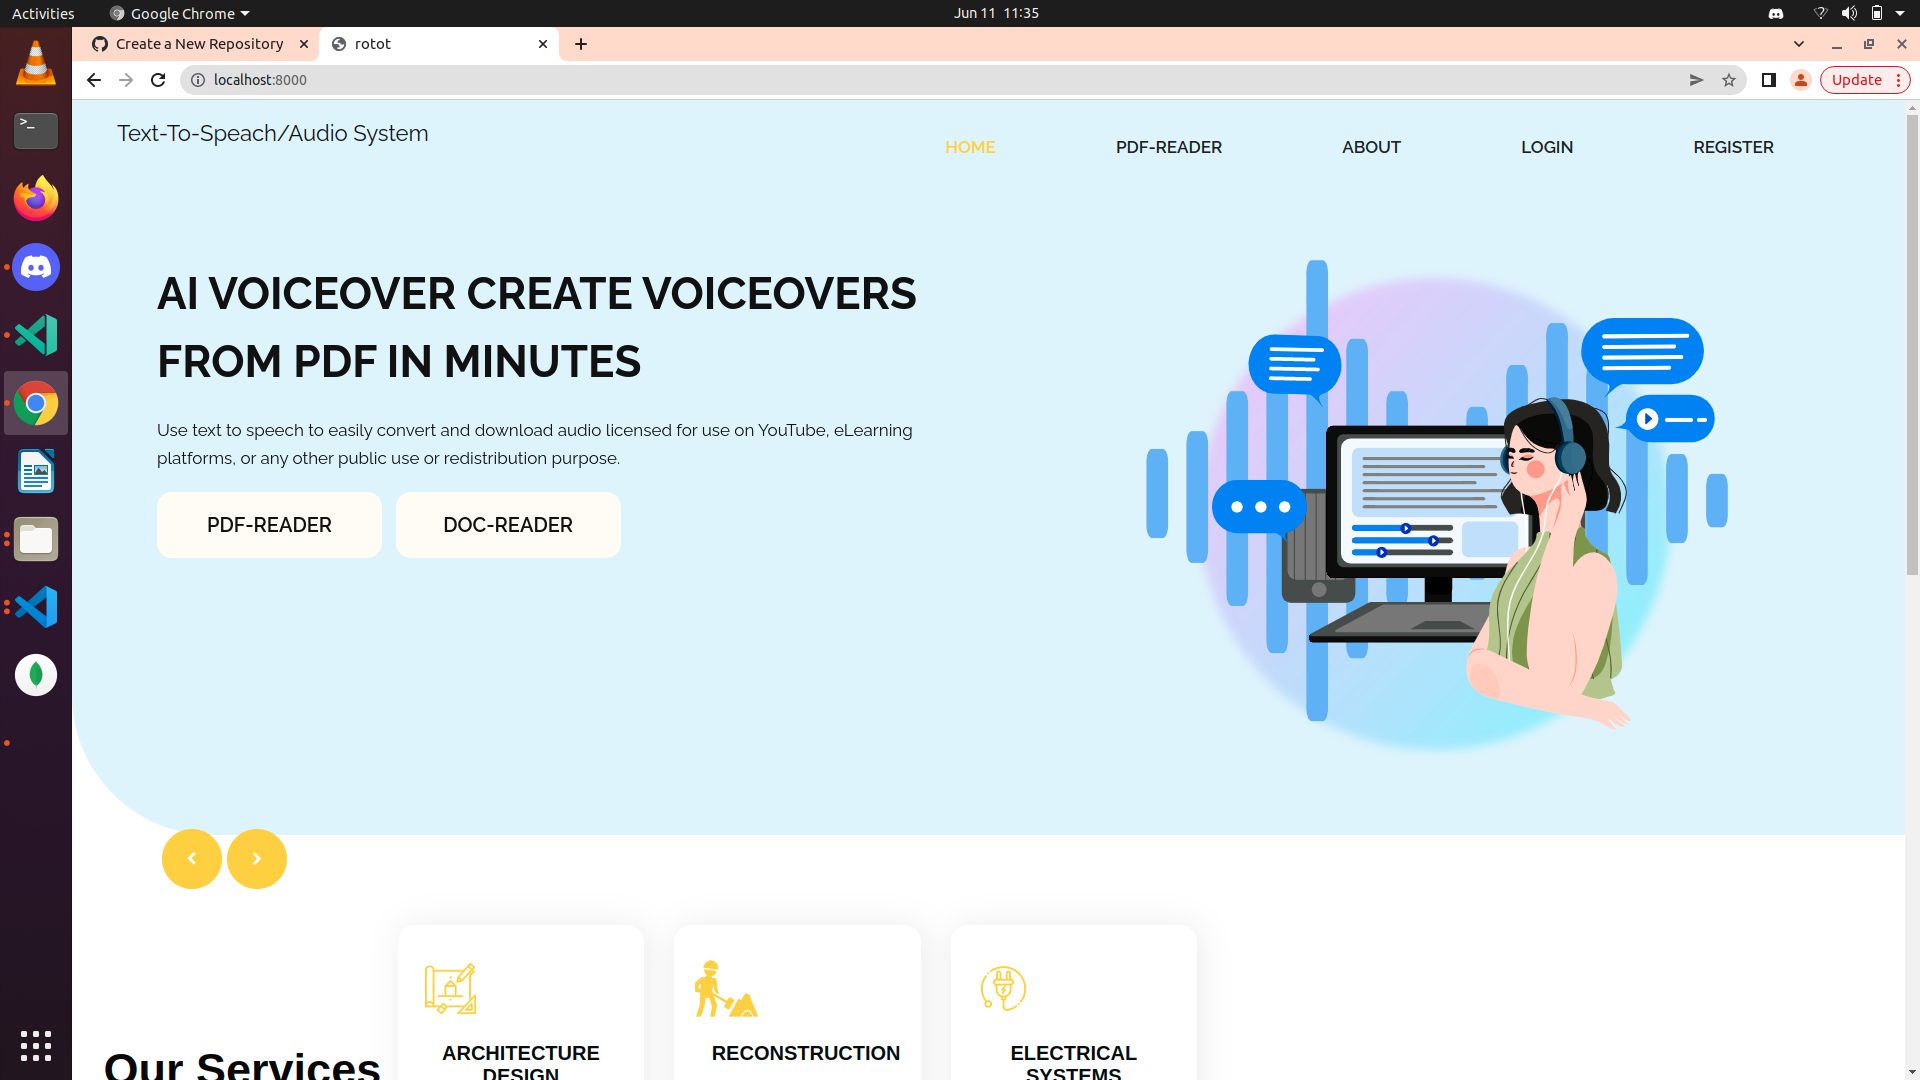 Activities
Google Chrome
Jun 11 11:35
Create a New Repository
rotot
localhost:8000
Update
Text-To-Speach/Audio System
HOME
PDF-READER
ABOUT
LOGIN
REGISTER
AI VOICEOVER CREATE VOICEOVERS
FROM PDF IN MINUTES
Use text to speech to easily convert and download audio licensed for use on YouTube, eLearning
platforms, or any other public use or redistribution purpose.
PDF-READER
DOC-READER
Our Services
ARCHITECTURE
DESIGN
RECONSTRUCTION
ELECTRICAL
SYSTEMS